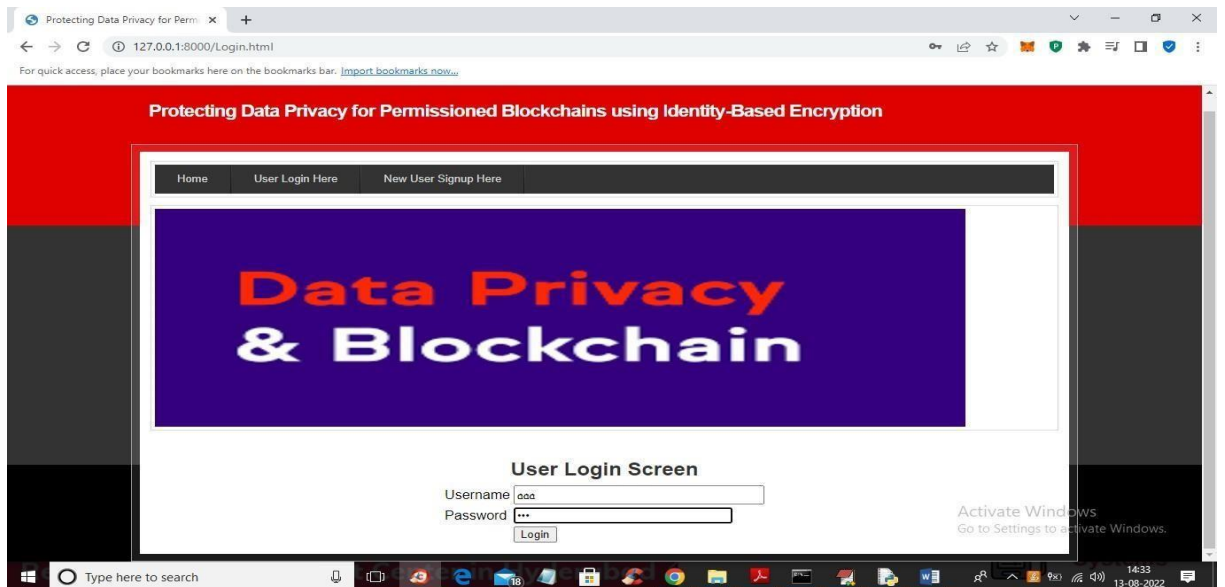 Protecting Data Privacy for Perm
127.0.0.1:8000/Login.html
For quick access, place your bookmarks here on the bookmarks bar. Import bookmarks now...
Protecting Data Privacy for Permissioned Blockchains using Identity-Based Encryption
Home User Login Here New User Signup Here
Data Privacy
& Blockchain
User Login Screen
Username aaa
Password •••
Login
Activate Windows
Go to Settings to activate Windows.
Type here to search
18
14:33
13-08-2022